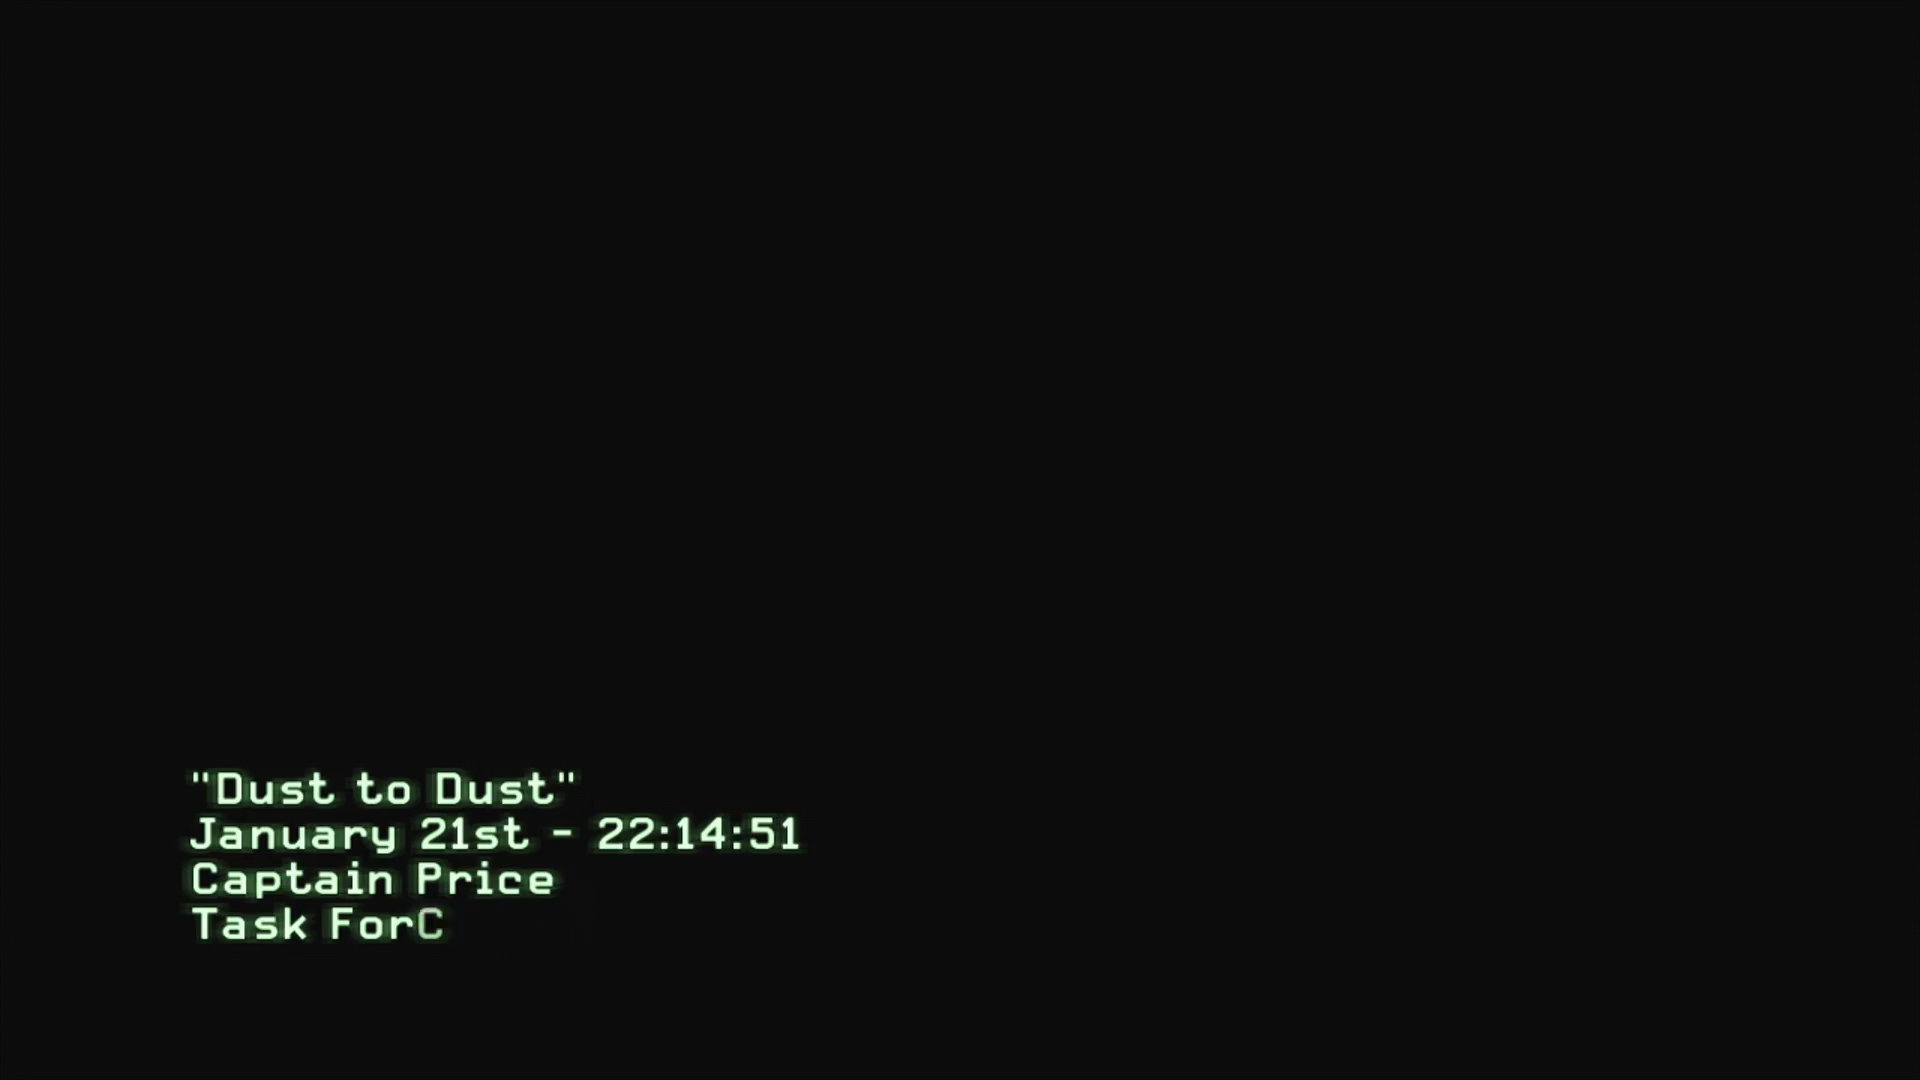 "Dust to Dust"
January 21st - 22:14:51
Captain Price
Task ForC